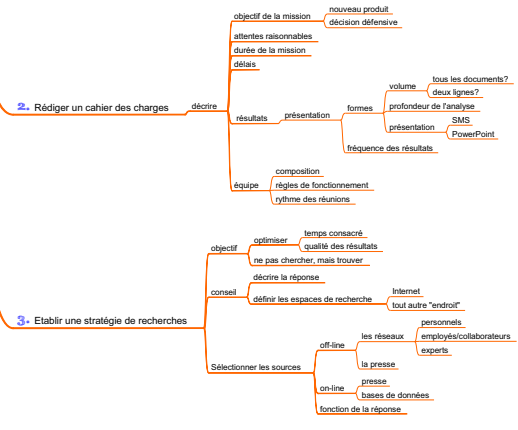 2. Rédiger un cahier des charges
décrire
objectif de la mission
nouveau produit
décision défensive
attentes raisonnables
durée de la mission
délais
résultats
présentation
formes
volume
tous les documents?
deux lignes?
profondeur de l'analyse
présentation
SMS
PowerPoint
fréquence des résultats
équipe
composition
règles de fonctionnement
rythme des réunions
3. Etablir une stratégie de recherches
objectif
optimiser
temps consacré
qualité des résultats
ne pas chercher, mais trouver
conseil
décrire la réponse
définir les espaces de recherche
Internet
tout autre "endroit"
Sélectionner les sources
off-line
les réseaux
personnels
employés/collaborateurs
experts
la presse
on-line
presse
bases de données
fonction de la réponse